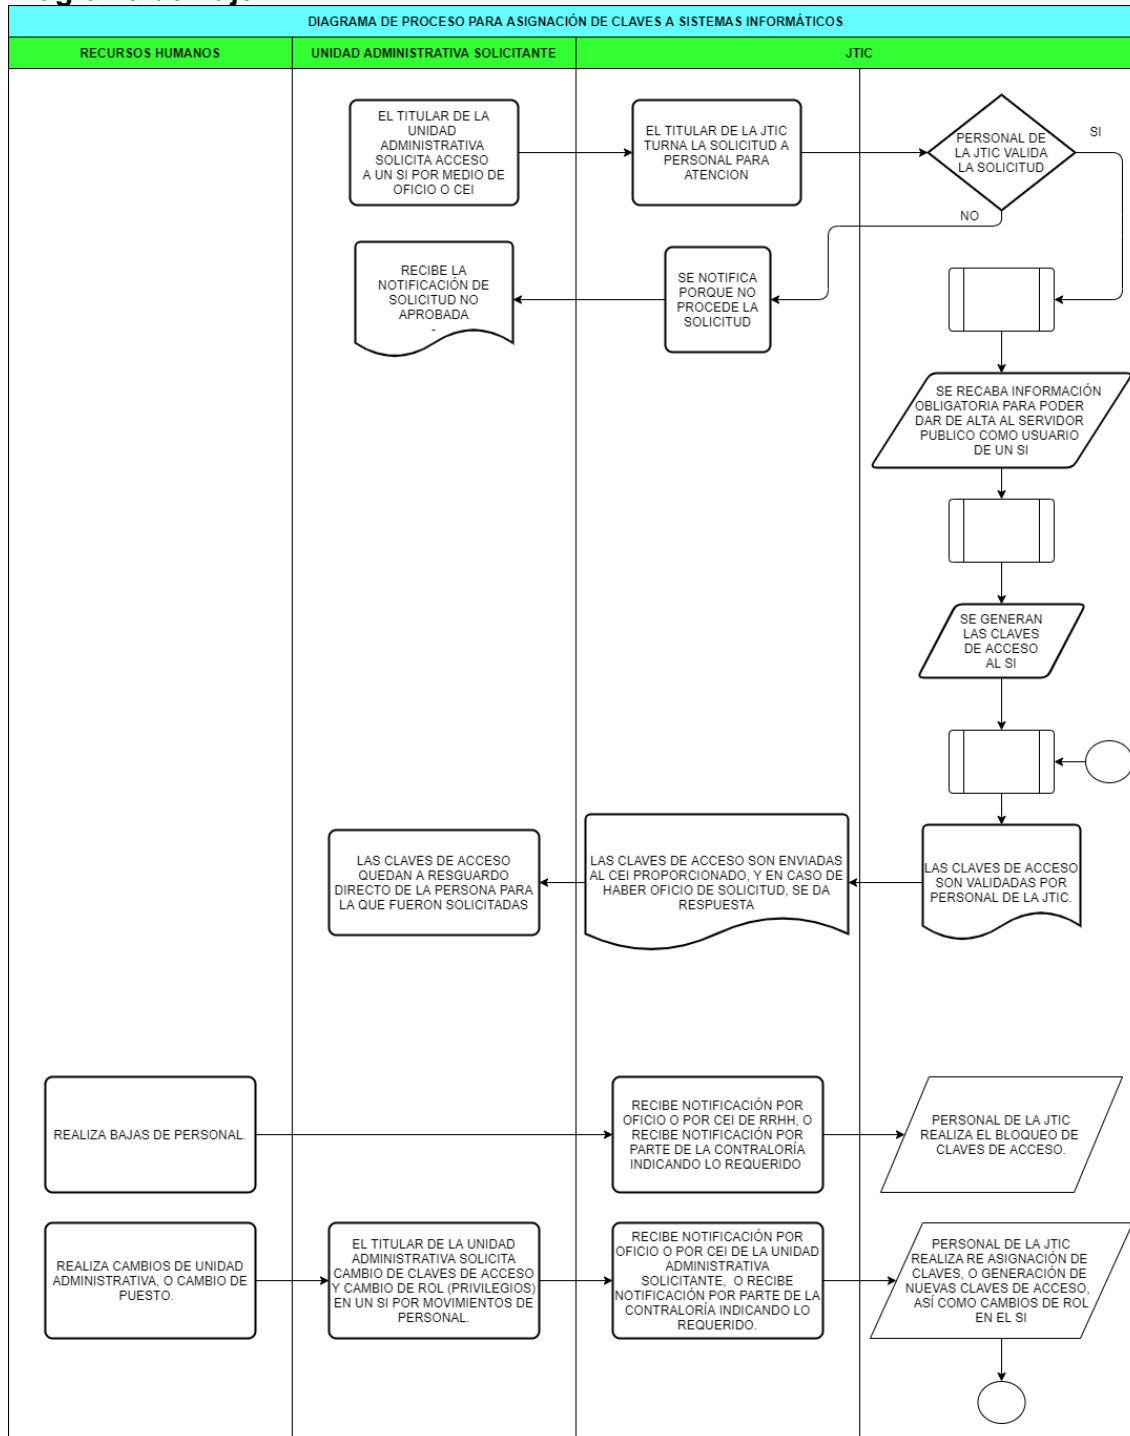 DIAGRAMA DE PROCESO PARA ASIGNACIÓN DE CLAVES A SISTEMAS INFORMÁTICOS
RECURSOS HUMANOS
UNIDAD ADMINISTRATIVA SOLICITANTE
JTIC
EL TITULAR DE LA
UNIDAD
ADMINISTRATIVA
SOLICITA ACCESO
A UN SI POR MEDIO DE
OFICIO O CEI
EL TITULAR DE LA JTIC
TURNA LA SOLICITUD A
PERSONAL PARA
ATENCION
PERSONAL DE
LA JTIC VALIDA
LA SOLICITUD
SI
NO
RECIBE LA
NOTIFICACIÓN DE
SOLICITUD NO
APROBADA
-
SE NOTIFICA
PORQUE NO
PROCEDE LA
SOLICITUD
SE RECABA INFORMACIÓN
OBLIGATORIA PARA PODER
DAR DE ALTA AL SERVIDOR
PUBLICO COMO USUARIO
DE UN SI
SE GENERAN
LAS CLAVES
DE ACCESO
AL SI
LAS CLAVES DE ACCESO
QUEDAN A RESGUARDO
DIRECTO DE LA PERSONA PARA
LA QUE FUERON SOLICITADAS
LAS CLAVES DE ACCESO SON ENVIADAS
AL CEI PROPORCIONADO, Y EN CASO DE
HABER OFICIO DE SOLICITUD, SE DA
RESPUESTA
LAS CLAVES DE ACCESO
SON VALIDADAS POR
PERSONAL DE LA JTIC.
REALIZA BAJAS DE PERSONAL.
RECIBE NOTIFICACIÓN POR
OFICIO O POR CEI DE RRHH, O
RECIBE NOTIFICACIÓN POR
PARTE DE LA CONTRALORÍA
INDICANDO LO REQUERIDO
PERSONAL DE LA JTIC
REALIZA EL BLOQUEO DE
CLAVES DE ACCESO.
REALIZA CAMBIOS DE UNIDAD
ADMINISTRATIVA, O CAMBIO DE
PUESTO.
EL TITULAR DE LA UNIDAD
ADMINISTRATIVA SOLICITA
CAMBIO DE CLAVES DE ACCESO
Y CAMBIO DE ROL (PRIVILEGIOS)
EN UN SI POR MOVIMIENTOS DE
PERSONAL.
RECIBE NOTIFICACIÓN POR
OFICIO O POR CEI DE LA UNIDAD
ADMINISTRATIVA
SOLICITANTE, O RECIBE
NOTIFICACIÓN POR PARTE DE LA
CONTRALORÍA INDICANDO LO
REQUERIDO.
PERSONAL DE LA JTIC
REALIZA RE ASIGNACIÓN DE
CLAVES, O GENERACIÓN DE
NUEVAS CLAVES DE ACCESO,
ASÍ COMO CAMBIOS DE ROL
EN EL SI